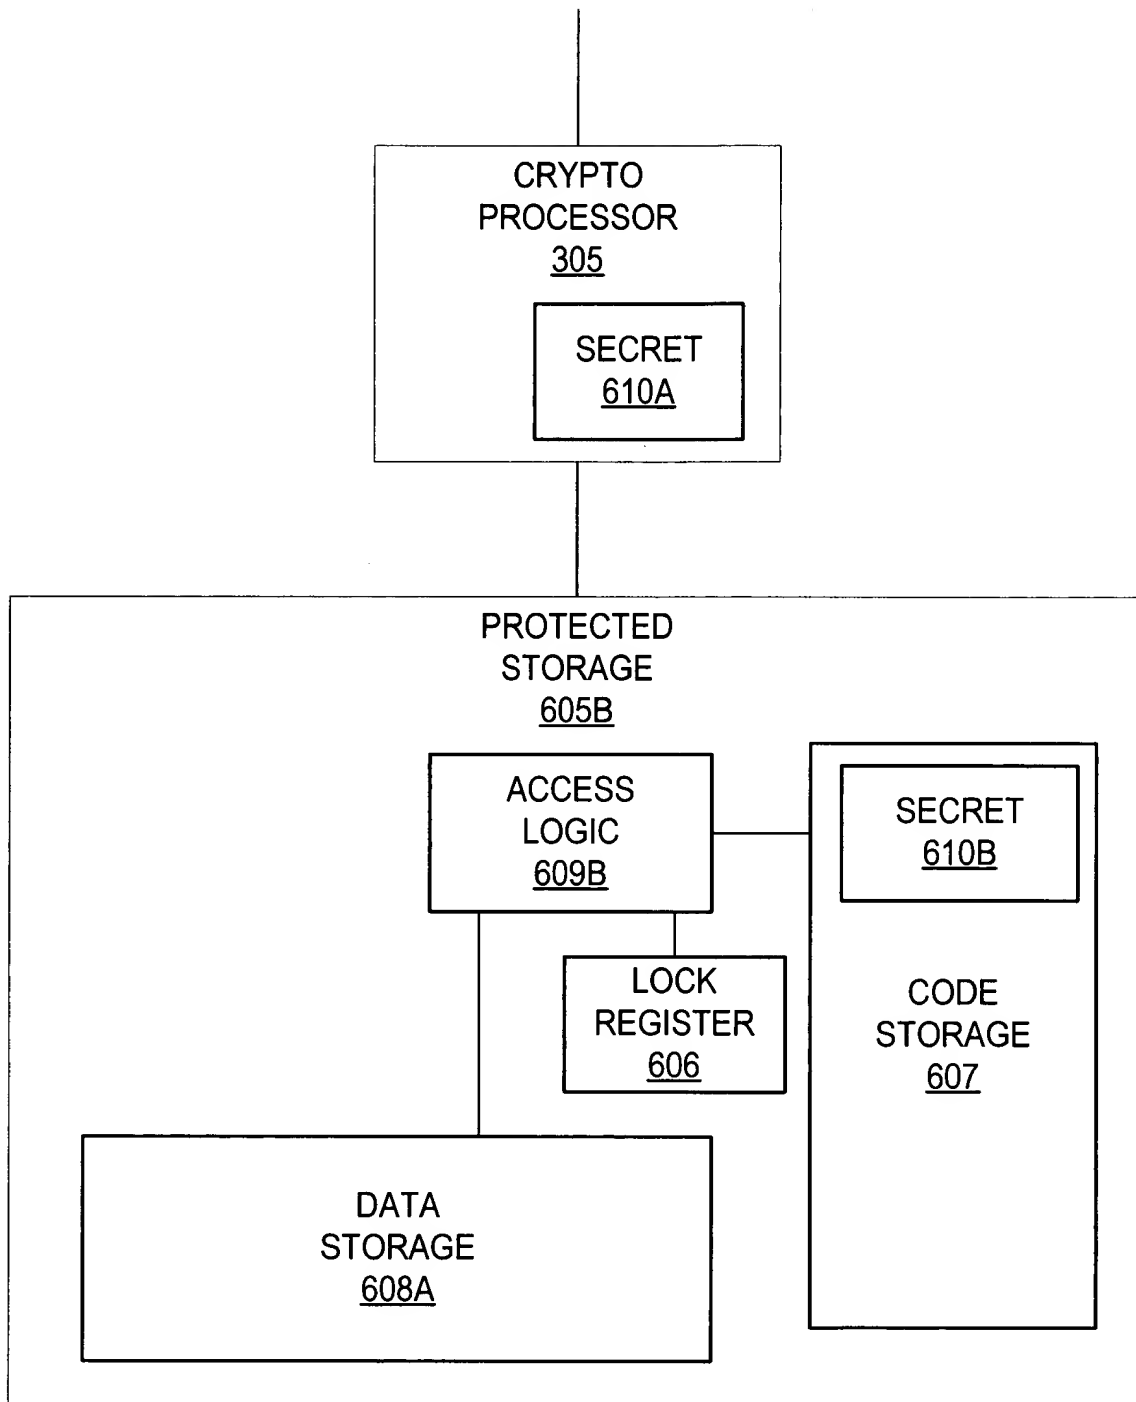 CRYPTO
PROCESSOR
305
SECRET
610A
PROTECTED
STORAGE
605B
ACCESS
LOGIC
609B
SECRET
610B
LOCK
REGISTER
606
CODE
STORAGE
607
DATA
STORAGE
608A